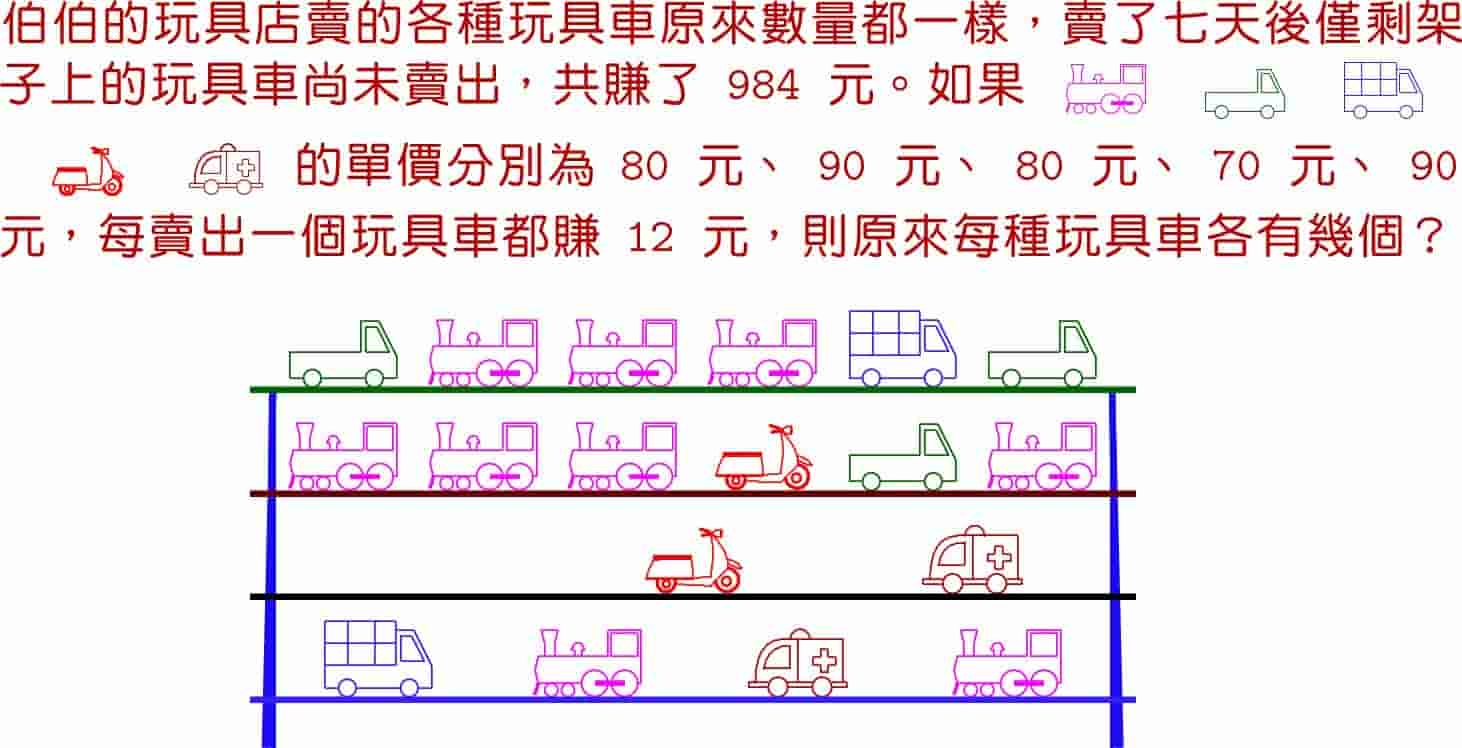 伯伯的玩具店賣的各種玩具車原來數量都一樣，賣了七天後僅剩架
子上的玩具車尚未賣出，共賺了 984 元。如果
的單價分別為 80 元、 90 元、 80 元、 70 元、 90
元，每賣出一個玩具車都賺 12 元，則原來每種玩具車各有幾個？